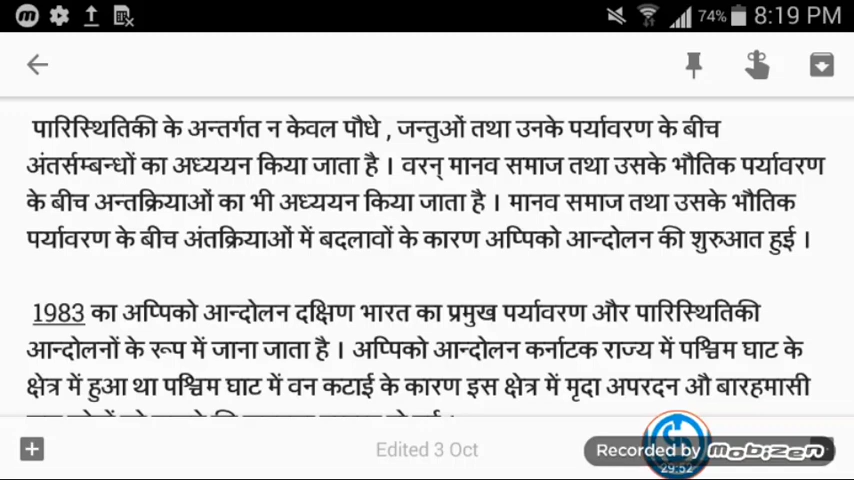 74% 8:19 PM
पारिस्थितिकी के अन्तर्गत न केवल पौधे , जन्तुओं तथा उनके पर्यावरण के बीच
अंतर्सम्बन्धों का अध्ययन किया जाता है । वरन् मानव समाज तथा उसके भौतिक पर्यावरण
के बीच अन्तक्रियाओं का भी अध्ययन किया जाता है । मानव समाज तथा उसके भौतिक
पर्यावरण के बीच अंतक्रियाओं में बदलावों के कारण अप्पिको आन्दोलन की शुरुआत हुई ।
1983 का अप्पिको आन्दोलन दक्षिण भारत का प्रमुख पर्यावरण और पारिस्थितिकी
आन्दोलनों के रूप में जाना जाता है । अप्पिको आन्दोलन कर्नाटक राज्य में पश्चिम घाट के
क्षेत्र में हुआ था पश्चिम घाट में वन कटाई के कारण इस क्षेत्र में मृदा अपरदन औ बारहमासी
Edited 3 Oct
Recorded by mobizen
29:52